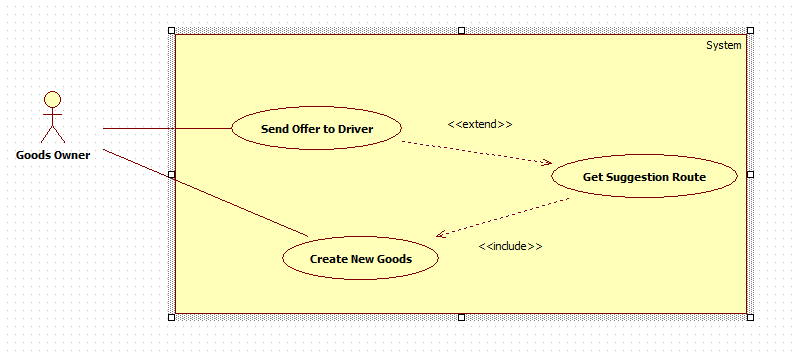 System
Send Offer to Driver
<<extend>>
Goods Owner
Get Suggestion Route
<<include>>
Create New Goods